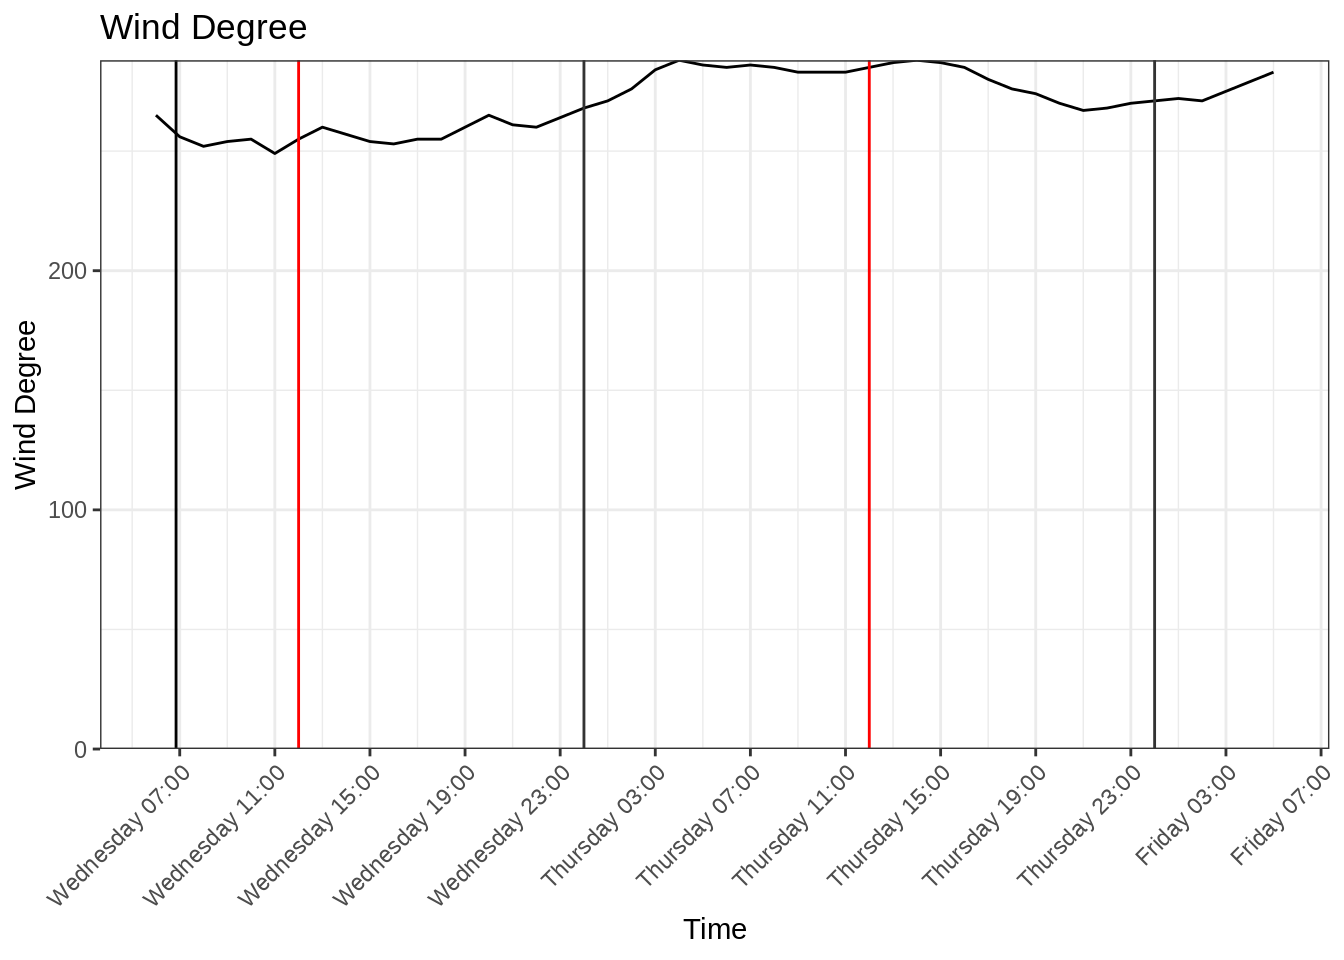 Wind Degree
Wind Degree
200
100
0
Wednesday 07:00
Wednesday 11:00
Wednesday 15:00
Wednesday 19:00
Wednesday 23:00
Thursday 03:00
Thursday 07:00
Thursday 11:00
Thursday 15:00
Thursday 19:00
Thursday 23:00
Friday 03:00
Friday 07:00
Time